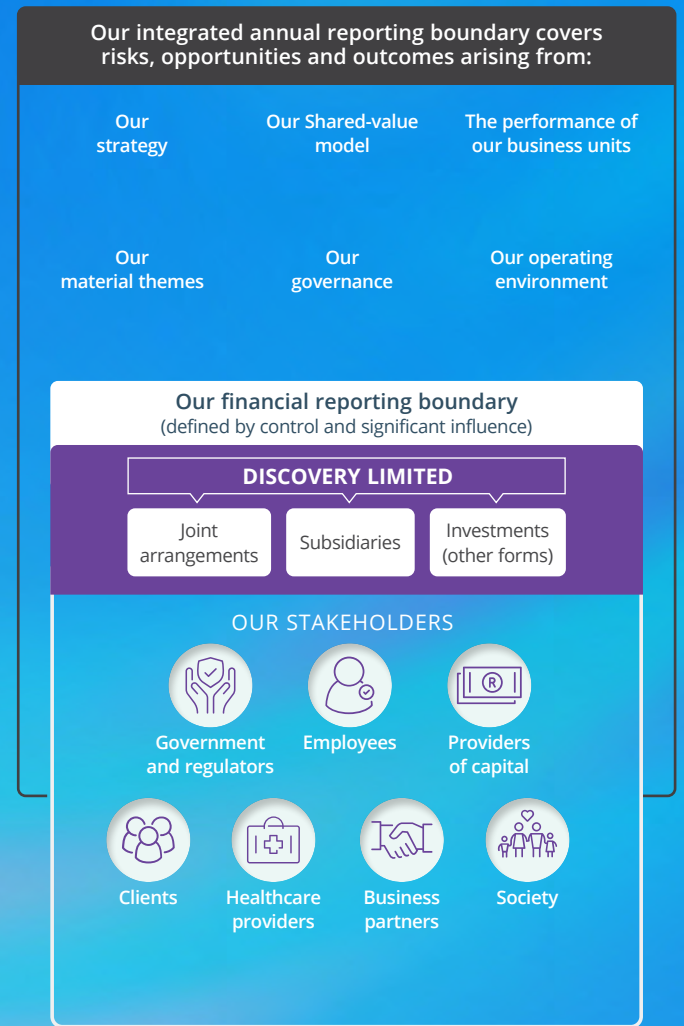 Our integrated annual reporting boundary covers
risks, opportunities and outcomes arising from:
Our
strategy
Our Shared-value
model
The performance of
our business units
Our
material themes
Our
governance
Our operating
environment
Our financial reporting boundary
(defined by control and significant influence)
DISCOVERY LIMITED
Joint
arrangements
Subsidiaries
Investments
(other forms)
OUR STAKEHOLDERS
R
Government
and regulators
Employees
Providers
of capital
Clients
Healthcare
providers
Business
partners
Society